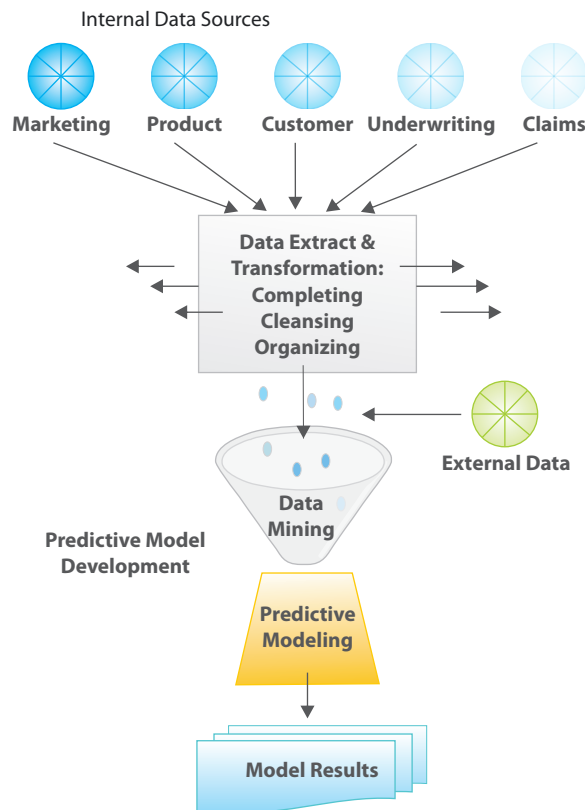 Internal Data Sources
Marketing Product Customer Underwriting Claims
Data Extract &
Transformation:
Completing
Cleansing
Organizing
External Data
Data
Mining
Predictive Model
Development
Predictive
Modeling
Model Results